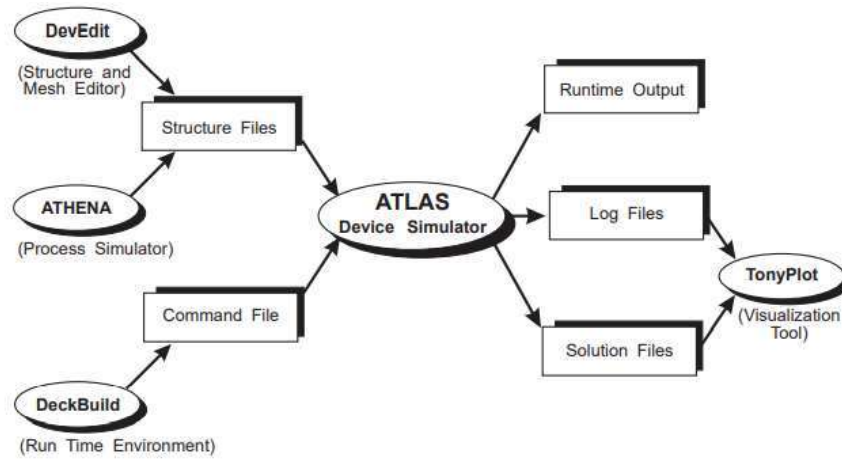 DevEdit
(Structure and
Mesh Editor)
Structure Files
ATHENA
(Process Simulator)
Command File
DeckBuild
(Run Time Environment)
ATLAS
Device Simulator
Runtime Output
Log Files
Solution Files
TonyPlot
(Visualization
Tool)